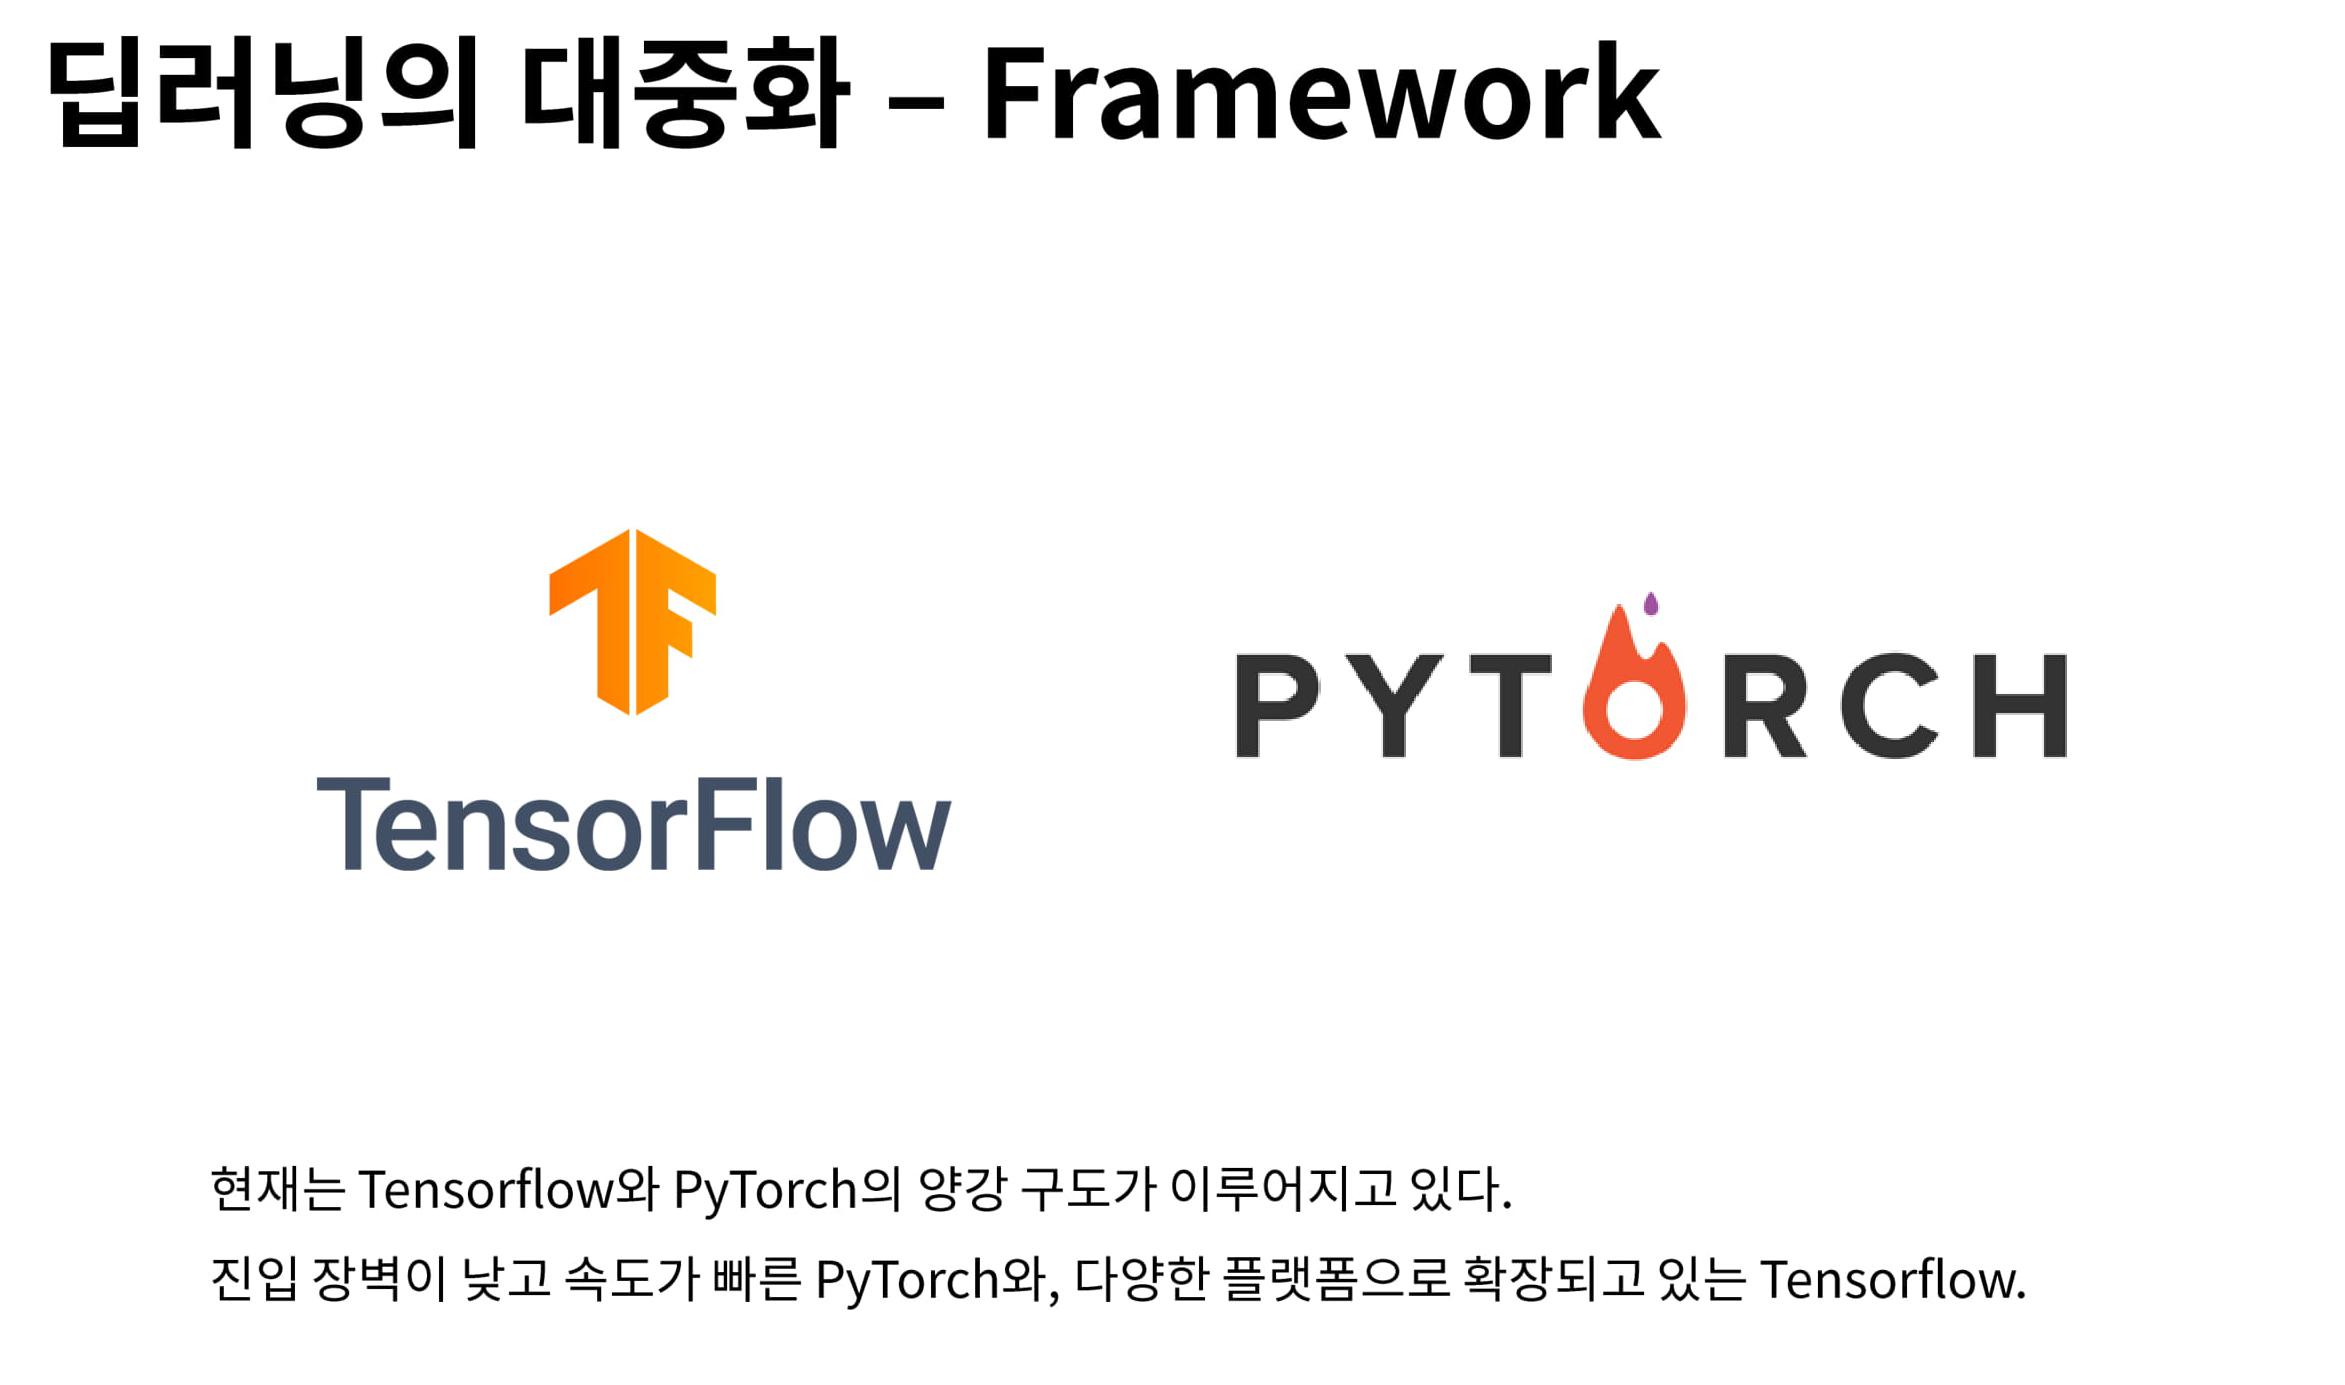 딥러닝의 대중화 – Framework
TensorFlow
PYTORCH
현재는 Tensorflow와 PyTorch의 양강 구도가 이루어지고 있다.
진입 장벽이 낮고 속도가 빠른 PyTorch와, 다양한 플랫폼으로 확장되고 있는 Tensorflow.